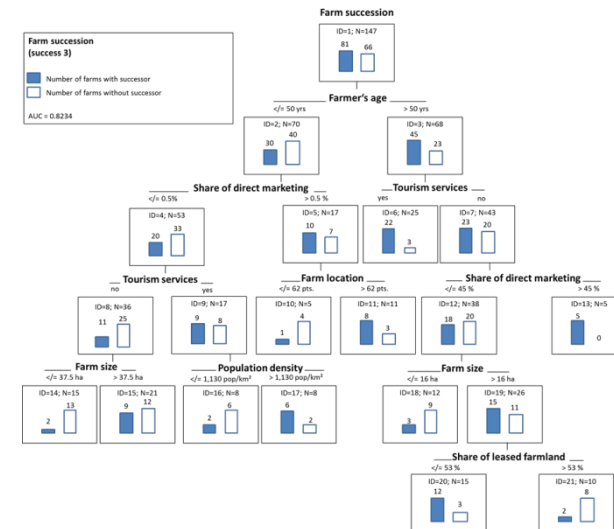 Farm succession
ID=1; N=147
81
66
Farm succession
(success 3)
Number of farms with successor
Number of farms without successor
AUC = 0.8234
Farmer's age
</= 50 yrs
> 50 yrs
ID=2; N=70
30
40
ID=3; N=68
45
23
Share of direct marketing
</= 0.5%
> 0.5 %
Tourism services
yes
no
ID=4; N=53
20
33
ID=5; N=17
10
7
ID=6; N=25
22
3
ID=7; N=43
23
20
Tourism services
no
yes
Farm location
</= 62 pts.
> 62 pts.
Share of direct marketing
</= 45 %
> 45 %
ID=8; N=36
11
25
ID=9; N=17
9
8
ID=10; N=5
1
4
ID=11; N=11
8
3
ID=12; N=38
18
20
ID=13; N=5
5
0
Farm size
</= 37.5 ha
> 37.5 ha
Population density
</= 1,130 pop/km²
> 1,130 pop/km²
Farm size
</= 16 ha
> 16 ha
ID=14; N=15
2
13
ID=15; N=21
9
12
ID=16; N=8
2
6
ID=17; N=8
6
2
ID=18; N=12
3
9
ID=19; N=26
15
11
Share of leased farmland
</= 53 %
> 53 %
ID=20; N=15
12
3
ID=21; N=10
2
8